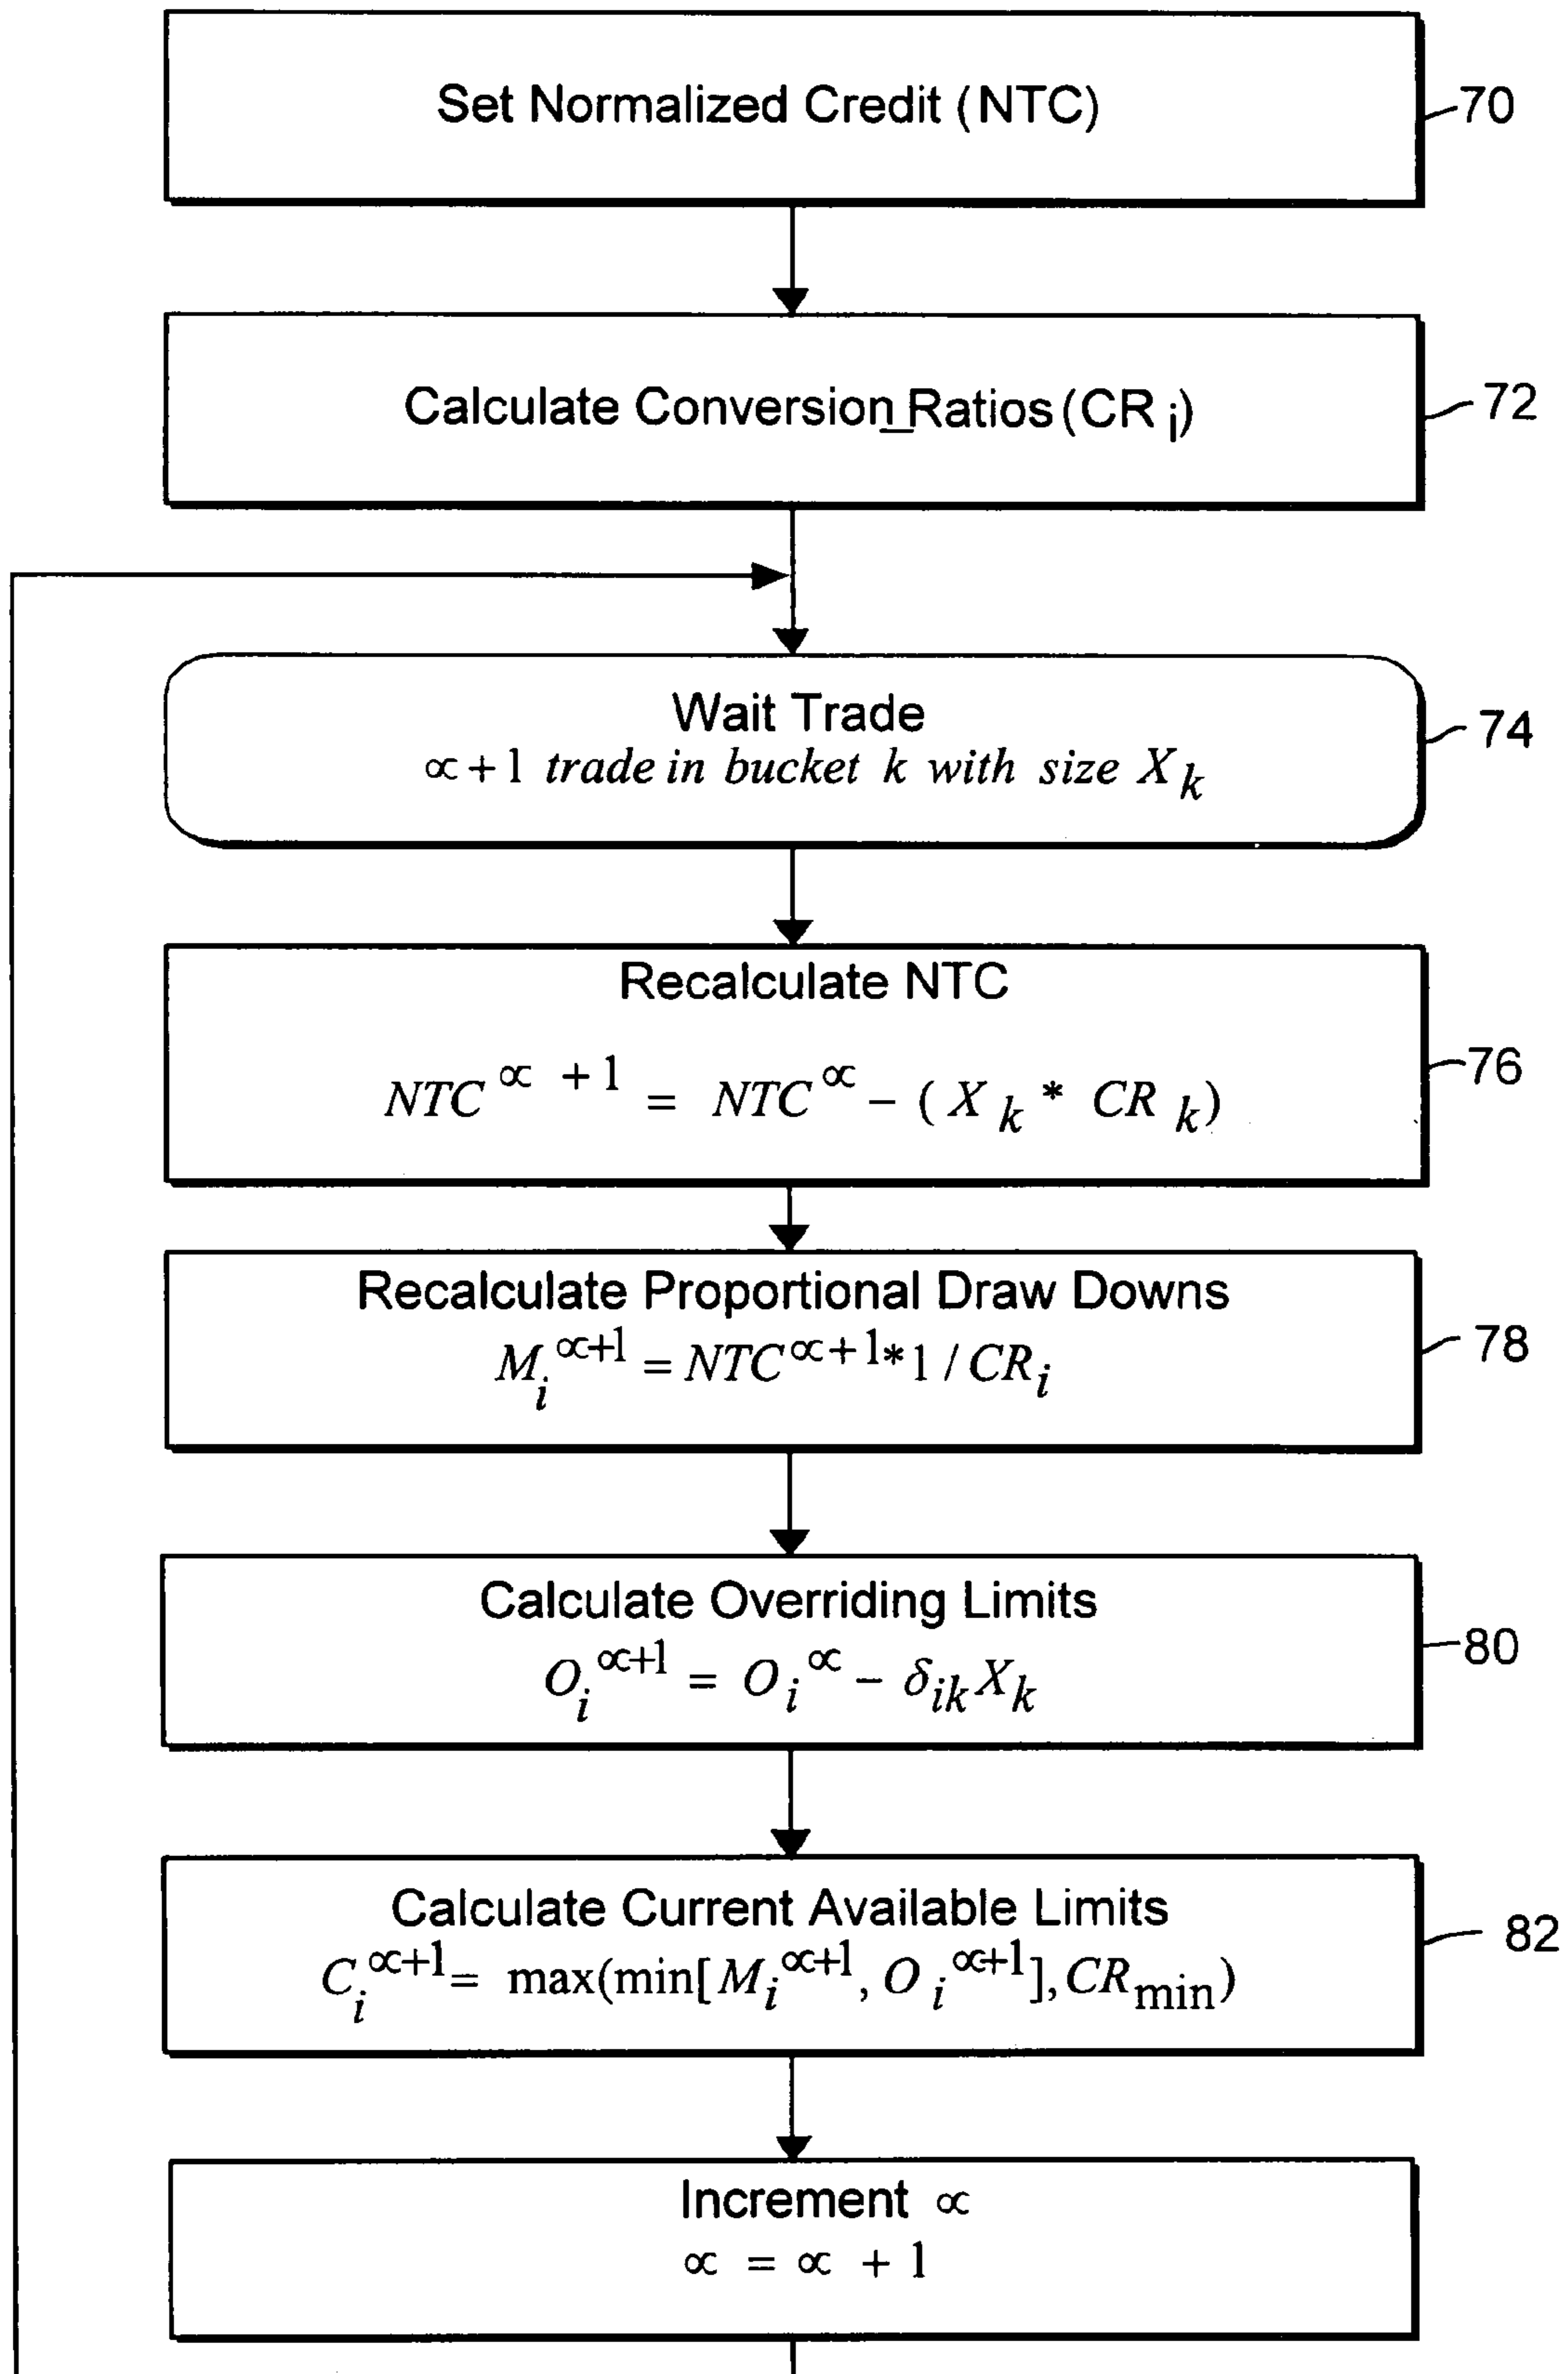 Set Normalized Credit (NTC)
70
Calculate Conversion_Ratios (CR i)
72
Wait Trade
∝+1 trade in bucket k with size X k
74
Recalculate NTC
NTC ∝ +1 = NTC ∝ − ( X k * CR k )
76
Recalculate Proportional Draw Downs
M i ∝+1 = NTC ∝+1 * 1 / CR i
78
Calculate Overriding Limits
O i ∝+1 = O i ∝ − δ ik X k
80
Calculate Current Available Limits
C i ∝+1 = max(min[ M i ∝+1 , O i ∝+1 ], CR min )
82
Increment ∝
∝ = ∝ + 1